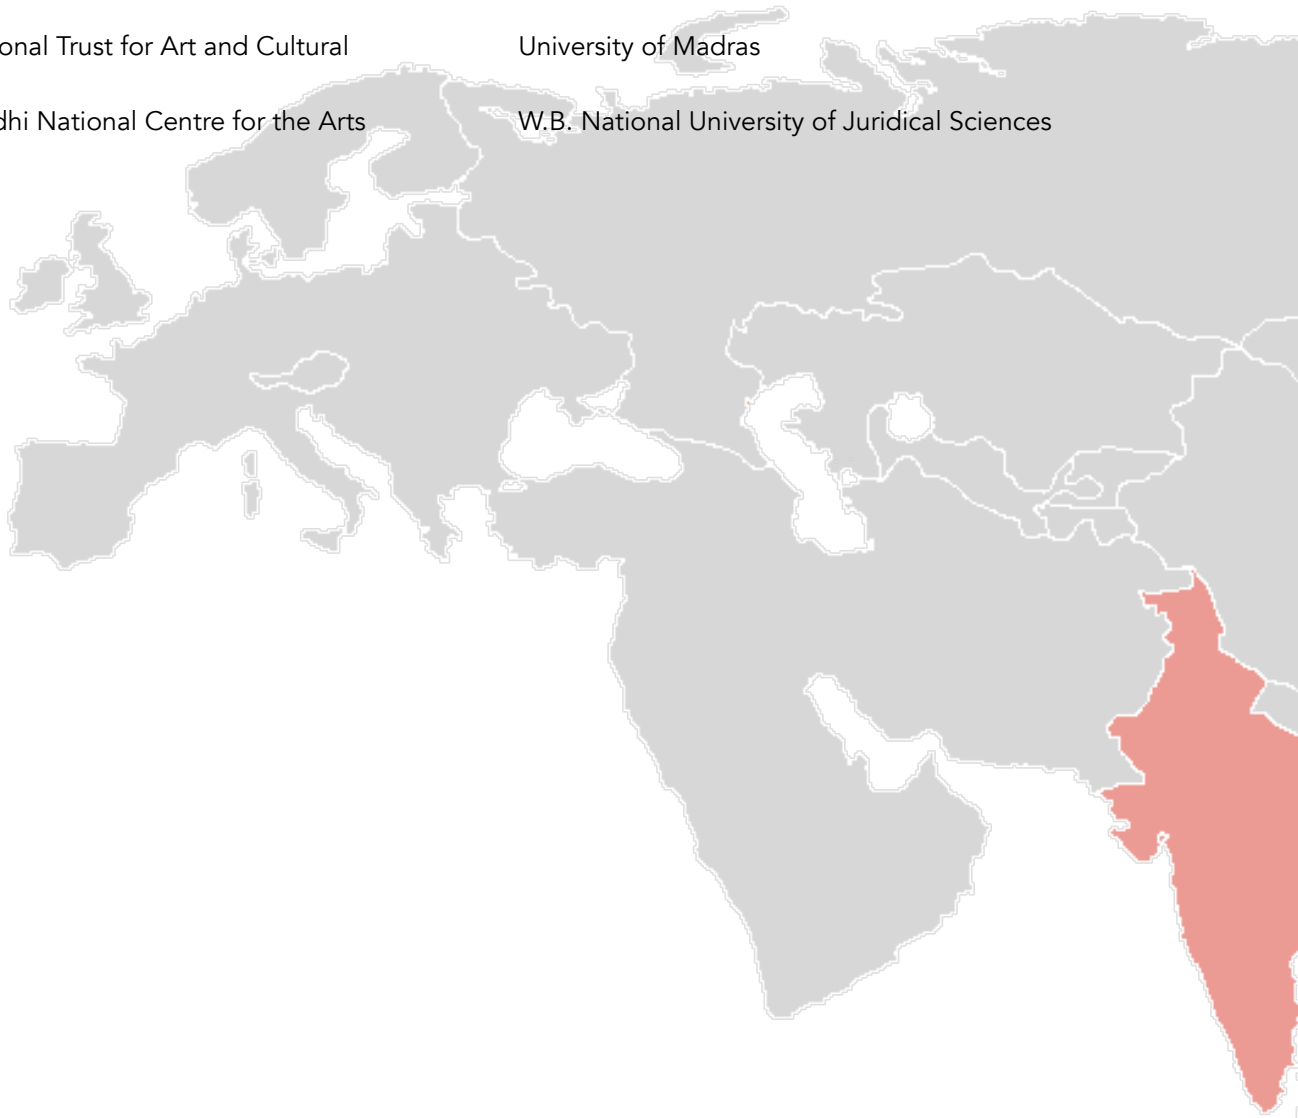 onal Trust for Art and Cultural
dhi National Centre for the Arts
University of Madras
W.B. National University of Juridical Sciences